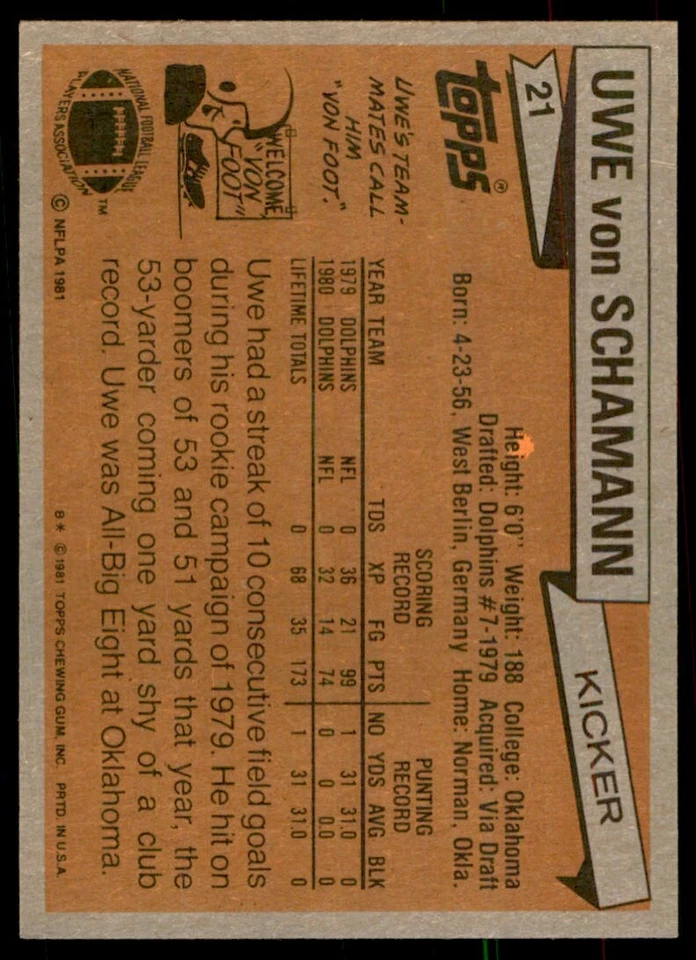 UWE von SCHAMANN
KICKER
21
topps®
Height: 6'0" Weight: 188 College: Oklahoma
Drafted: Dolphins #7-1979 Acquired: Via Draft
Born: 4-23-56, West Berlin, Germany Home: Norman, Okla.
UWE'S TEAM-
MATES CALL
HIM
"VON FOOT."
WELCOME,
"VON
FOOT"
SCORING PUNTING
RECORD RECORD
YEAR TEAM TDS XP FG PTS NO YDS AVG BLK
1979 DOLPHINS NFL 0 36 21 99 1 31 31.0 0
1980 DOLPHINS NFL 0 32 14 74 0 0 0.0 0
LIFETIME TOTALS 0 68 35 173 1 31 31.0 0
Uwe had a streak of 10 consecutive field goals
during his rookie campaign of 1979. He hit on
boomers of 53 and 51 yards that year, the
53-yarder coming one yard shy of a club
record. Uwe was All-Big Eight at Oklahoma.
NATIONAL FOOTBALL LEAGUE
PLAYERS ASSOCIATION
TM
© NFLPA 1981
B* © 1981 TOPPS CHEWING GUM, INC. PRTD. IN U.S.A.